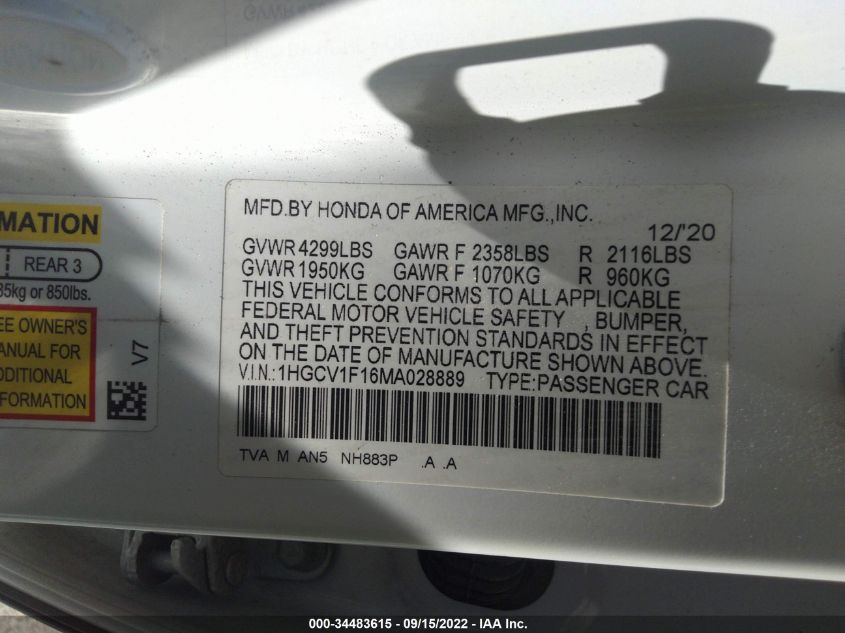 MFD.BY HONDA OF AMERICA MFG.,INC.
12/'20
GVWR 4299LBS GAWR F 2358LBS R 2116LBS
GVWR 1950KG GAWR F 1070KG R 960KG
THIS VEHICLE CONFORMS TO ALL APPLICABLE
FEDERAL MOTOR VEHICLE SAFETY , BUMPER,
AND THEFT PREVENTION STANDARDS IN EFFECT
ON THE DATE OF MANUFACTURE SHOWN ABOVE.
V.I.N.:1HGCV1F16MA028889 TYPE:PASSENGER CAR
TVA M AN5 NH883P .A .A
MATION
REAR 3
85kg or 850lbs.
EE OWNER'S
ANUAL FOR
DDITIONAL
FORMATION
V7
000-34483615 - 09/15/2022 - IAA Inc.